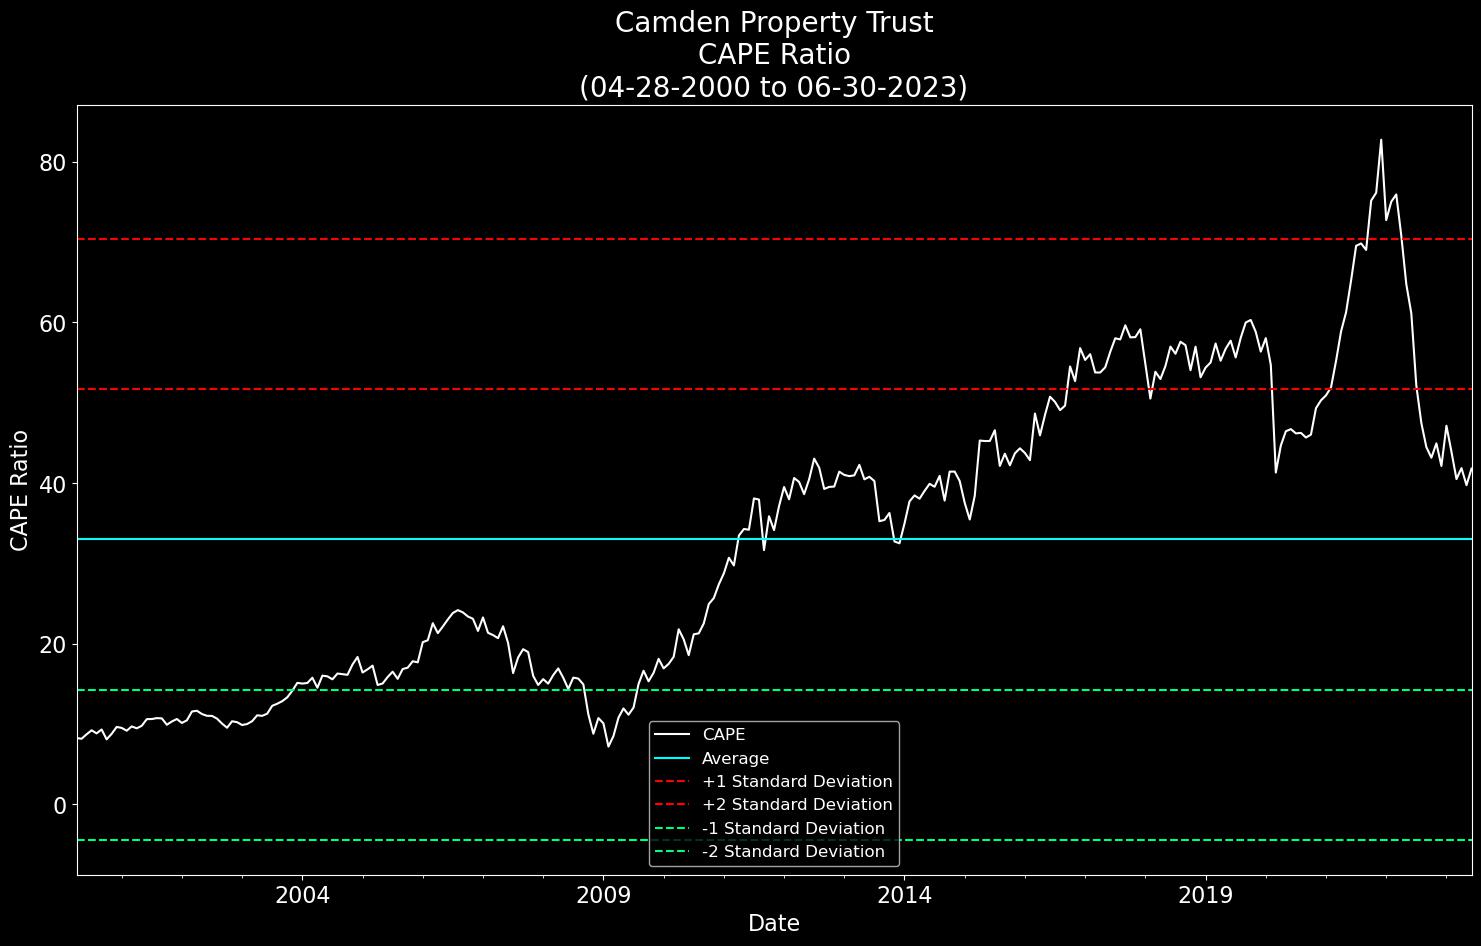 Camden Property Trust
CAPE Ratio
(04-28-2000 to 06-30-2023)
80
60
40
20
0
CAPE Ratio
CAPE
Average
+1 Standard Deviation
+2 Standard Deviation
-1 Standard Deviation
-2 Standard Deviation
2004
2009
2014
2019
Date